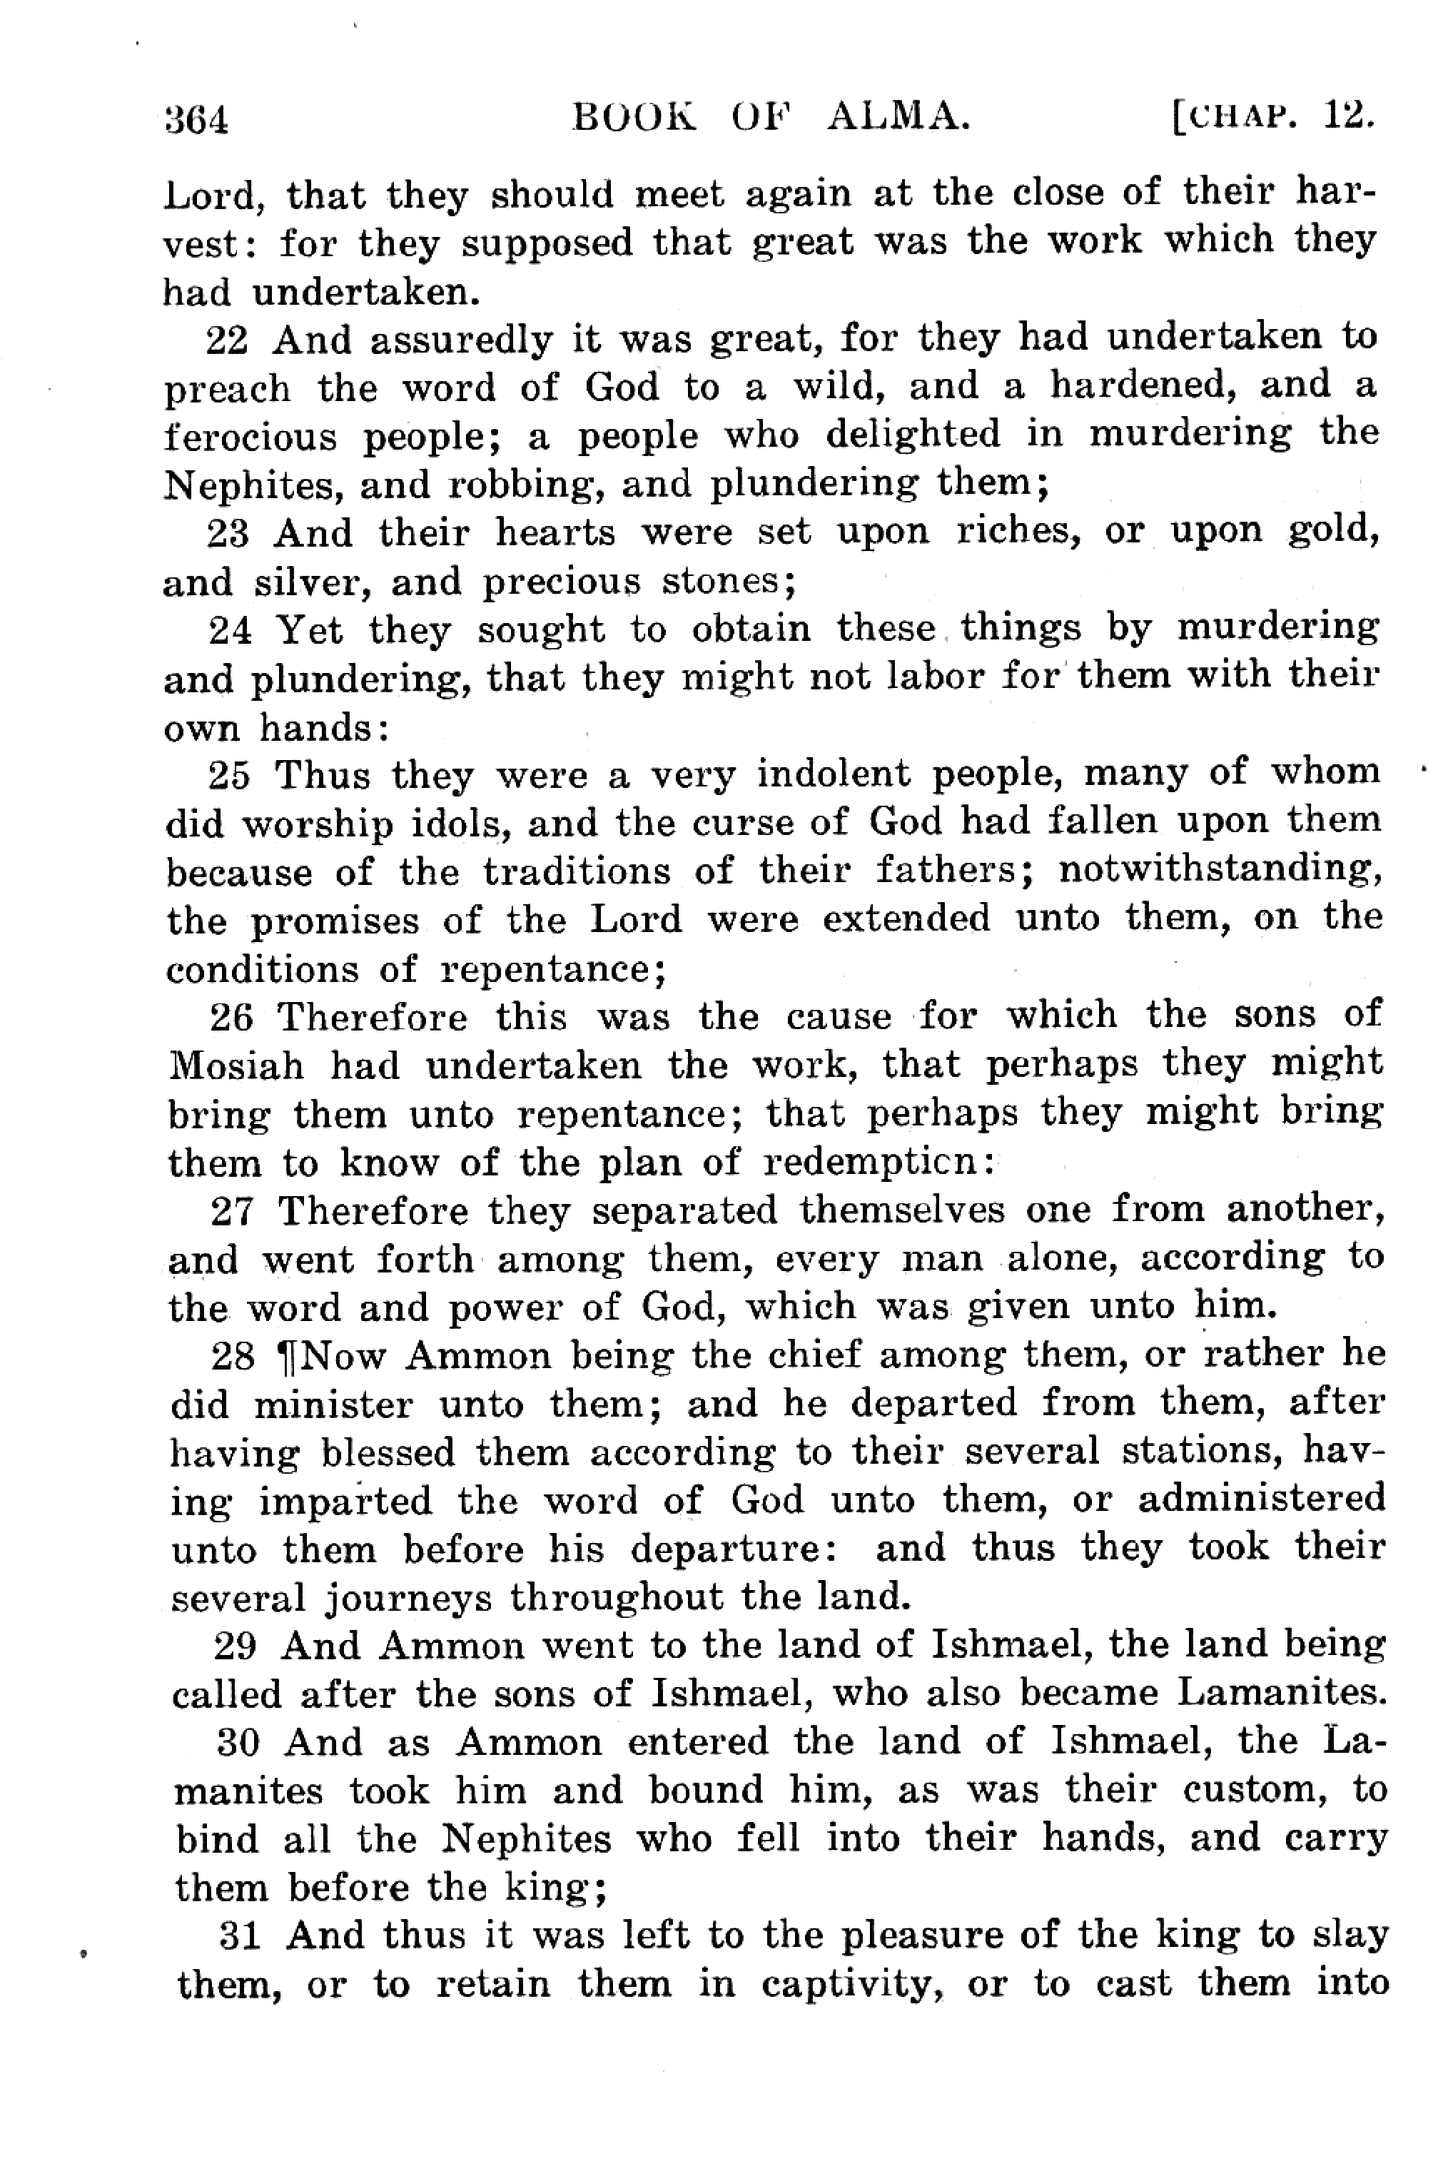 364 BOOK OF ALMA. [CHAP. 12.
Lord, that they should meet again at the close of their har-
vest: for they supposed that great was the work which they
had undertaken.
22 And assuredly it was great, for they had undertaken to
preach the word of God to a wild, and a hardened, and a
ferocious people; a people who delighted in murdering the
Nephites, and robbing, and plundering them;
23 And their hearts were set upon riches, or upon gold,
and silver, and precious stones;
24 Yet they sought to obtain these things by murdering
and plundering, that they might not labor for them with their
own hands:
25 Thus they were a very indolent people, many of whom
did worship idols, and the curse of God had fallen upon them
because of the traditions of their fathers; notwithstanding,
the promises of the Lord were extended unto them, on the
conditions of repentance;
26 Therefore this was the cause for which the sons of
Mosiah had undertaken the work, that perhaps they might
bring them unto repentance; that perhaps they might bring
them to know of the plan of redemption:
27 Therefore they separated themselves one from another,
and went forth among them, every man alone, according to
the word and power of God, which was given unto him.
28 ¶Now Ammon being the chief among them, or rather he
did minister unto them; and he departed from them, after
having blessed them according to their several stations, hav-
ing imparted the word of God unto them, or administered
unto them before his departure: and thus they took their
several journeys throughout the land.
29 And Ammon went to the land of Ishmael, the land being
called after the sons of Ishmael, who also became Lamanites.
30 And as Ammon entered the land of Ishmael, the La-
manites took him and bound him, as was their custom, to
bind all the Nephites who fell into their hands, and carry
them before the king;
31 And thus it was left to the pleasure of the king to slay
them, or to retain them in captivity, or to cast them into